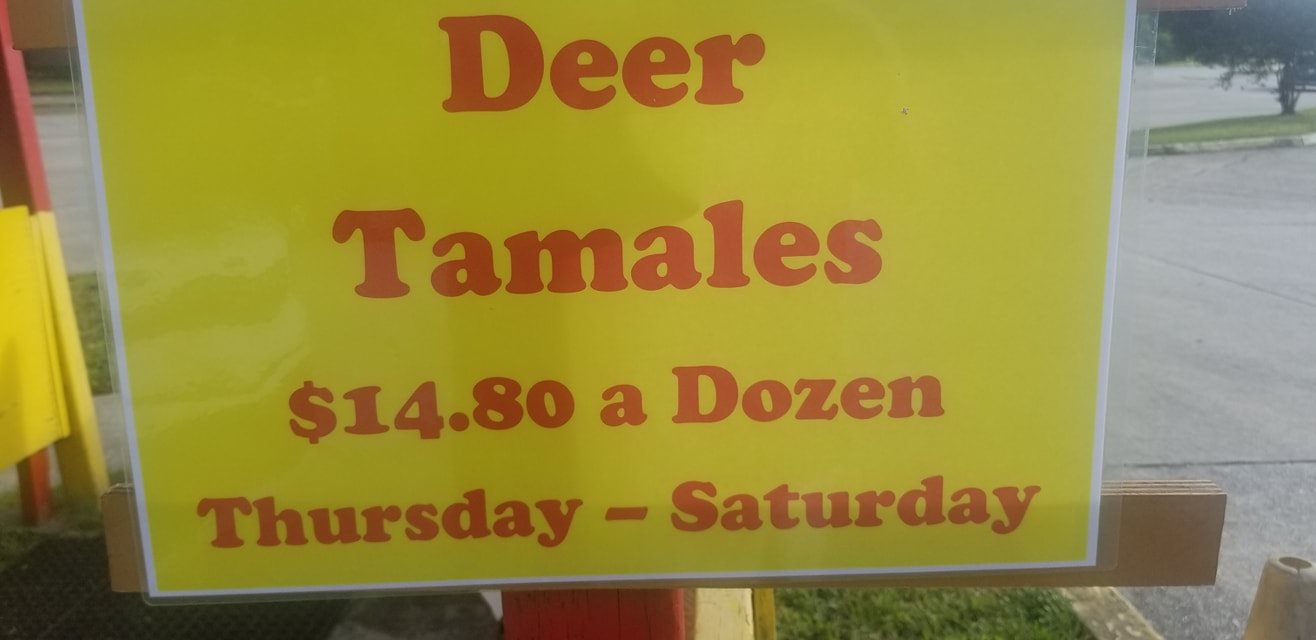 Deer
Tamales
$14.80 a Dozen
Thursday – Saturday